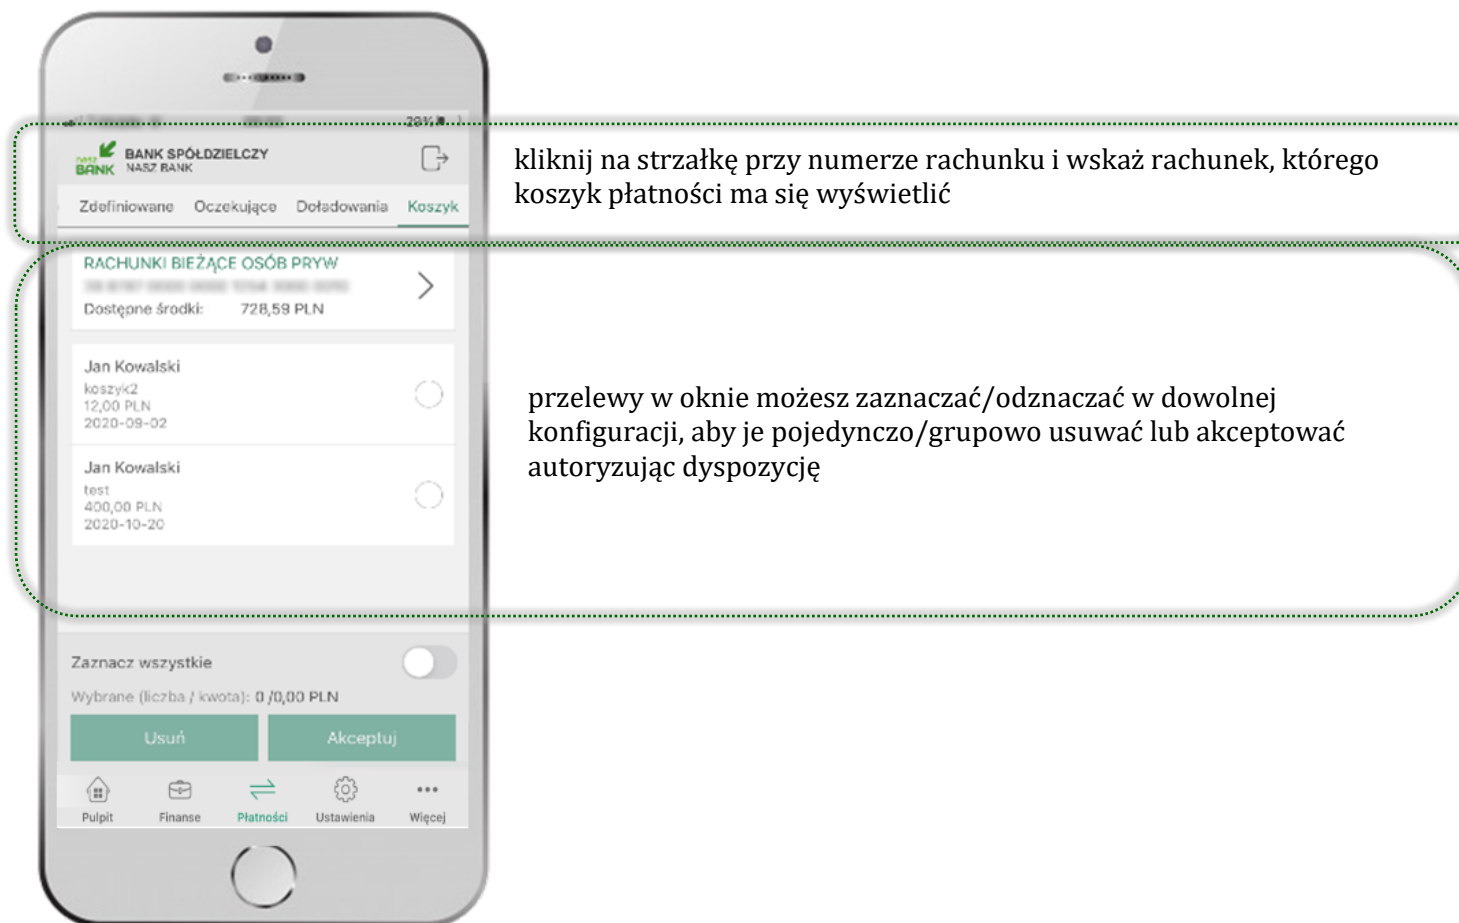 29%
nasz
BANK
BANK SPÓŁDZIELCZY
NASZ BANK
Zdefiniowane Oczekujące Doładowania Koszyk
RACHUNKI BIEŻĄCE OSÓB PRYW
Dostępne środki: 728,59 PLN
Jan Kowalski
koszyk2
12,00 PLN
2020-09-02
Jan Kowalski
test
400,00 PLN
2020-10-20
Zaznacz wszystkie
Wybrane (liczba / kwota): 0 /0,00 PLN
Usuń Akceptuj
Pulpit Finanse Płatności Ustawienia Więcej
kliknij na strzałkę przy numerze rachunku i wskaż rachunek, którego
koszyk płatności ma się wyświetlić
przelewy w oknie możesz zaznaczać/odznaczać w dowolnej
konfiguracji, aby je pojedynczo/grupowo usuwać lub akceptować
autoryzując dyspozycję